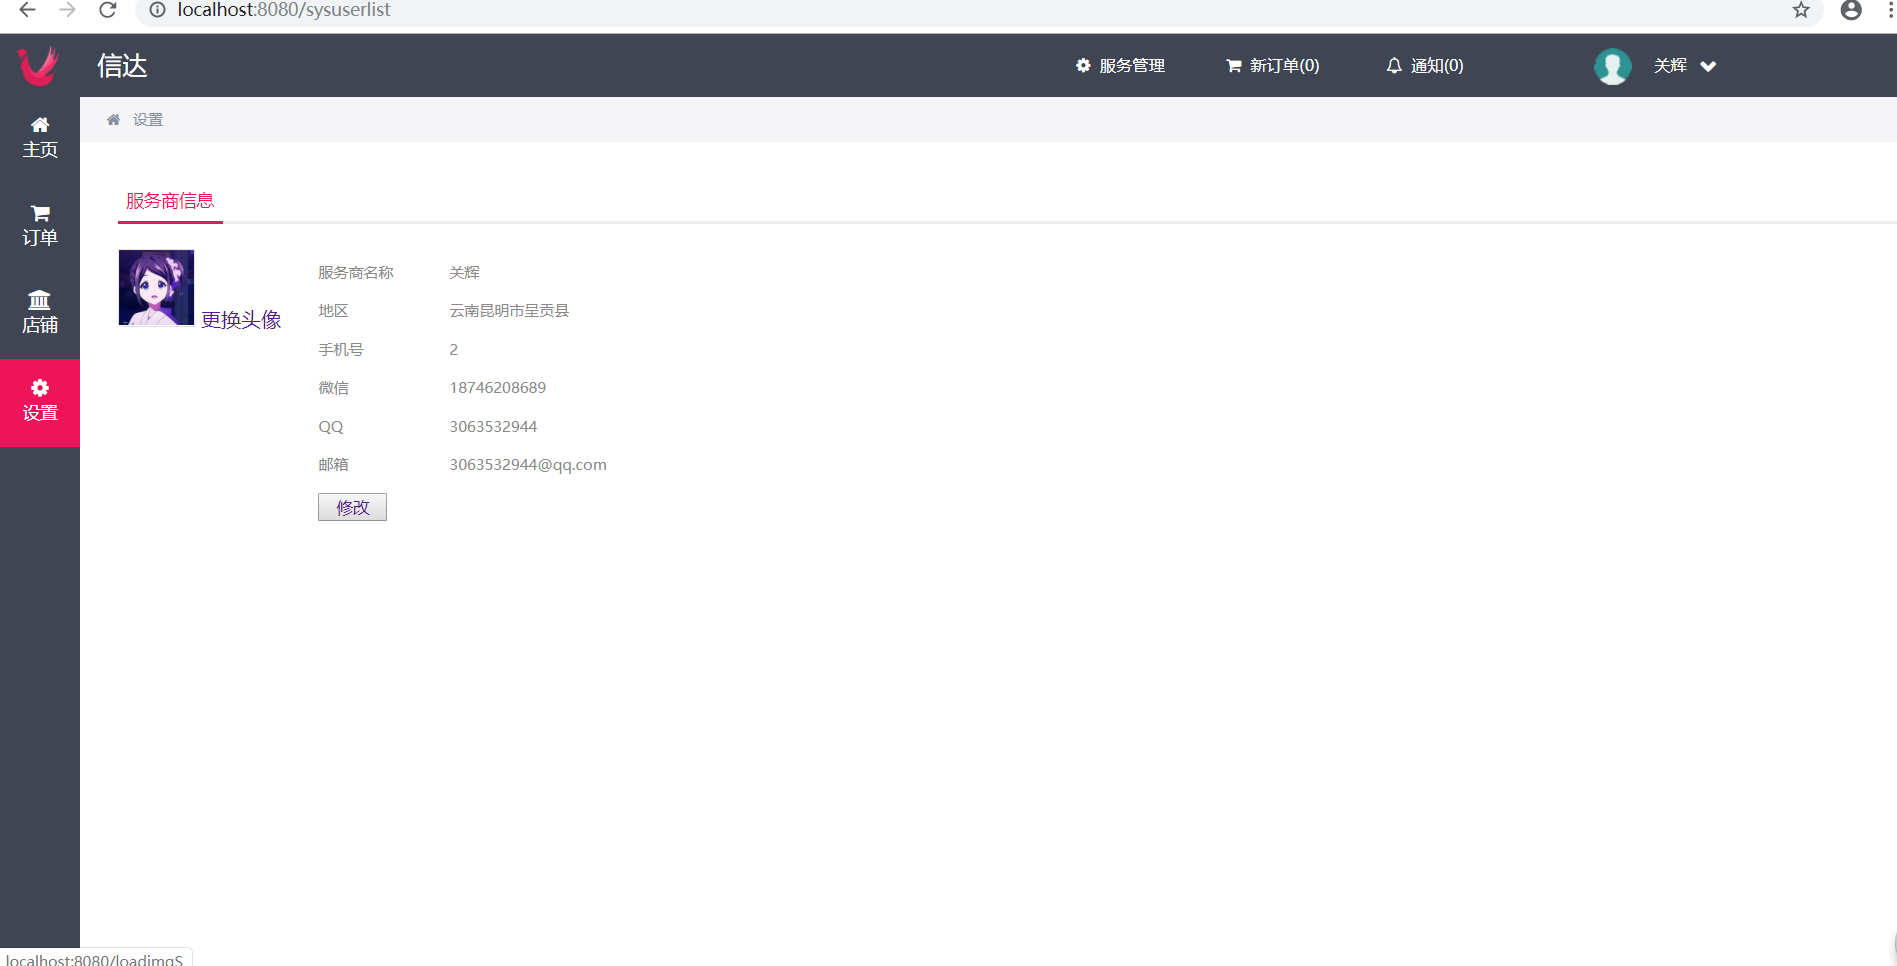 localhost:8080/sysuserlist
信达
服务管理
新订单(0)
通知(0)
关辉
主页
订单
店铺
设置
设置
服务商信息
更换头像
服务商名称 关辉
地区 云南昆明市呈贡县
手机号 2
微信 18746208689
QQ 3063532944
邮箱 3063532944@qq.com
修改
localhost:8080/loadimgS